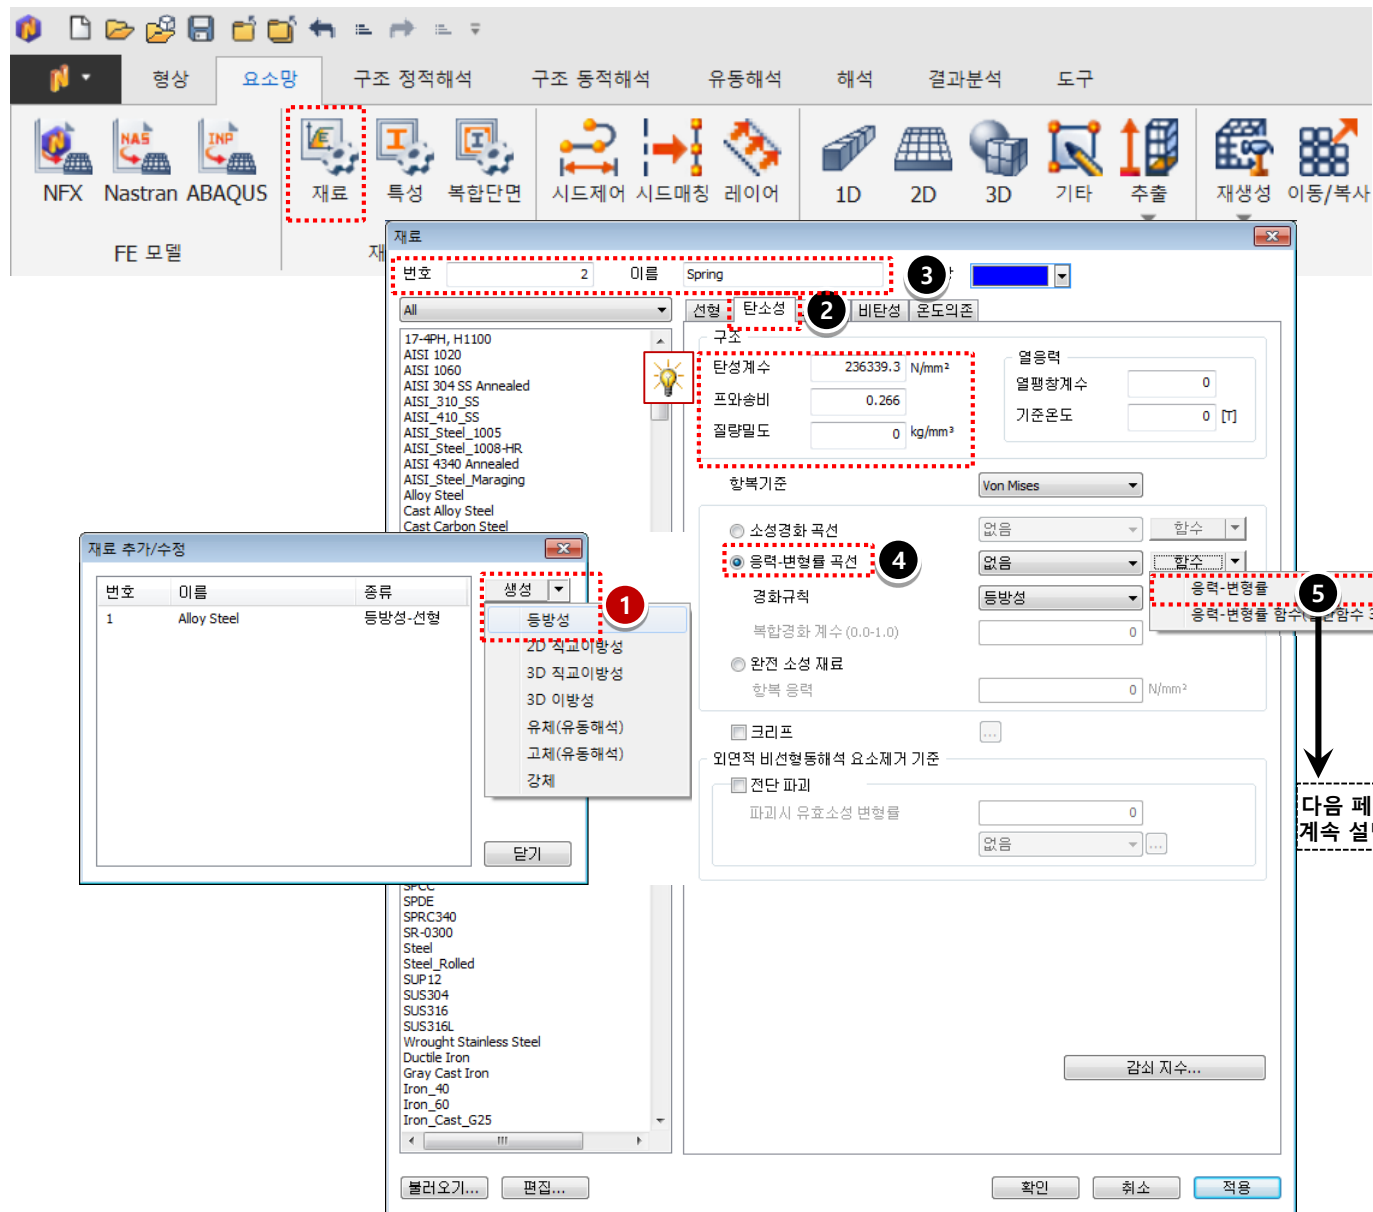 형상
요소망
구조 정적해석
구조 동적해석
유동해석
해석
결과분석
도구
NAS
INP
NFX
Nastran
ABAQUS
재료
특성
복합단면
시드제어
시드매칭
레이어
1D
2D
3D
기타
추출
재생성
이동/복사
FE 모델
재
재료
번호 2 이름 Spring
3
All
선형 탄소성 2 비탄성 온도의존
17-4PH, H1100
AISI 1020
AISI 1060
AISI 304 SS Annealed
AISI_310_SS
AISI_410_SS
AISI_Steel_1005
AISI_Steel_1008-HR
AISI 4340 Annealed
AISI_Steel_Maraging
Alloy Steel
Cast Alloy Steel
Cast Carbon Steel
구조
탄성계수 236339.3 N/mm²
프와송비 0.266
질량밀도 0 kg/mm³
열응력
열팽창계수 0
기준온도 0 [T]
항복기준 Von Mises
소성경화 곡선 없음 함수
응력-변형률 곡선 4 없음 함수
경화규칙 등방성
복합경화 계수 (0.0-1.0) 0
완전 소성 재료
항복 응력 0 N/mm²
응력-변형률 5
응력-변형률 함수
크리프 ...
외연적 비선형동해석 요소제거 기준
전단 파괴
파괴시 유효소성 변형률 0
없음 ...
다음 페
계속 설
재료 추가/수정
번호 이름 종류
1 Alloy Steel 등방성-선형
생성
1
등방성
2D 직교이방성
3D 직교이방성
3D 이방성
유체(유동해석)
고체(유동해석)
강체
닫기
SPCC
SPDE
SPRC340
SR-0300
Steel
Steel_Rolled
SUP12
SUS304
SUS316
SUS316L
Wrought Stainless Steel
Ductile Iron
Gray Cast Iron
Iron_40
Iron_60
Iron_Cast_G25
감쇠 지수...
불러오기... 편집...
확인 취소 적용